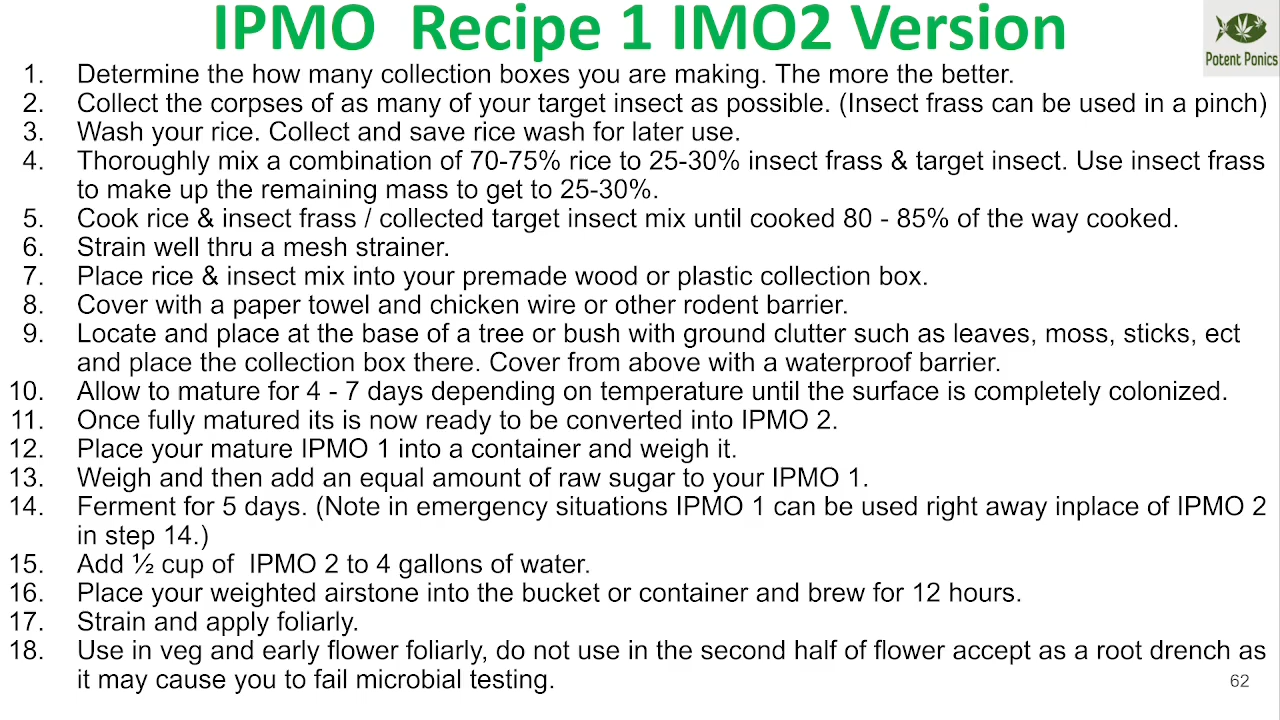 IPMO Recipe 1 IMO2 Version
Potent Ponics
1. Determine the how many collection boxes you are making. The more the better.
2. Collect the corpses of as many of your target insect as possible. (Insect frass can be used in a pinch)
3. Wash your rice. Collect and save rice wash for later use.
4. Thoroughly mix a combination of 70-75% rice to 25-30% insect frass & target insect. Use insect frass
to make up the remaining mass to get to 25-30%.
5. Cook rice & insect frass / collected target insect mix until cooked 80 - 85% of the way cooked.
6. Strain well thru a mesh strainer.
7. Place rice & insect mix into your premade wood or plastic collection box.
8. Cover with a paper towel and chicken wire or other rodent barrier.
9. Locate and place at the base of a tree or bush with ground clutter such as leaves, moss, sticks, ect
and place the collection box there. Cover from above with a waterproof barrier.
10. Allow to mature for 4 - 7 days depending on temperature until the surface is completely colonized.
11. Once fully matured its is now ready to be converted into IPMO 2.
12. Place your mature IPMO 1 into a container and weigh it.
13. Weigh and then add an equal amount of raw sugar to your IPMO 1.
14. Ferment for 5 days. (Note in emergency situations IPMO 1 can be used right away inplace of IPMO 2
in step 14.)
15. Add ½ cup of IPMO 2 to 4 gallons of water.
16. Place your weighted airstone into the bucket or container and brew for 12 hours.
17. Strain and apply foliarly.
18. Use in veg and early flower foliarly, do not use in the second half of flower accept as a root drench as
it may cause you to fail microbial testing.
62